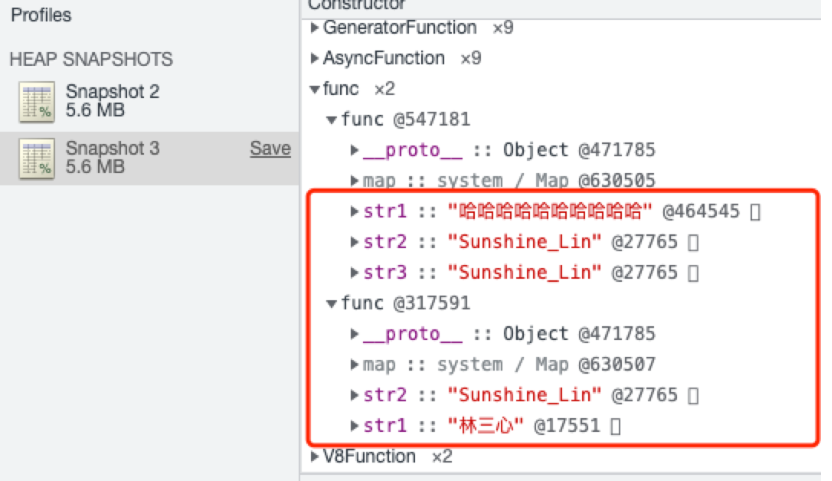 Profiles
HEAP SNAPSHOTS
Snapshot 2
5.6 MB
Snapshot 3
Save
5.6 MB
Constructor
▶GeneratorFunction ×9
▶AsyncFunction ×9
▼func ×2
▼func @547181
▶__proto__ :: Object @471785
▶map :: system / Map @630505
▶str1 :: "哈哈哈哈哈哈哈哈哈哈" @464545 []
▶str2 :: "Sunshine_Lin" @27765 []
▶str3 :: "Sunshine_Lin" @27765 []
▼func @317591
▶__proto__ :: Object @471785
▶map :: system / Map @630507
▶str2 :: "Sunshine_Lin" @27765 []
▶str1 :: "林三心" @17551 []
▶V8Function ×2